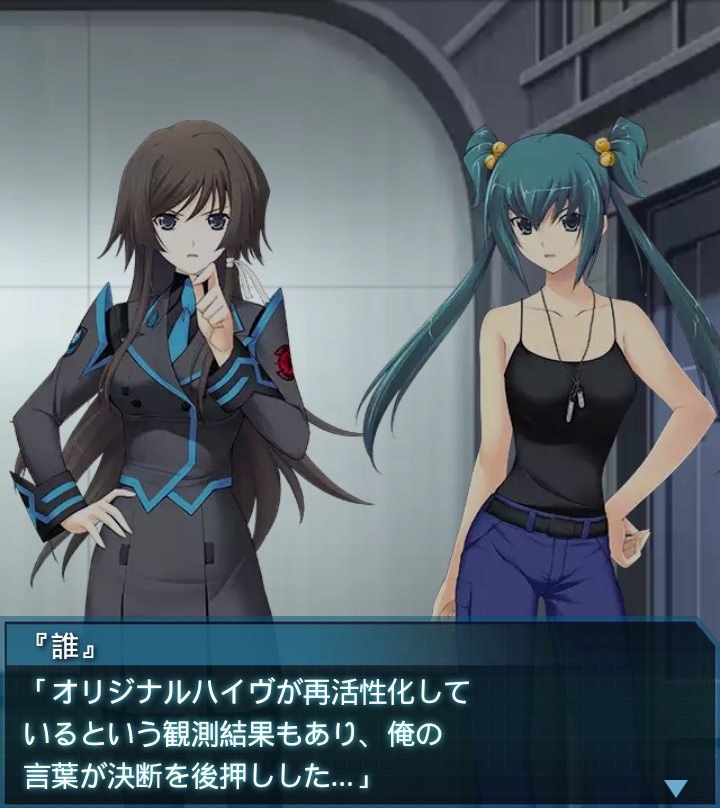 『誰』
「オリジナルハイヴが再活性化して
いるという観測結果もあり、俺の
言葉が決断を後押しした…」